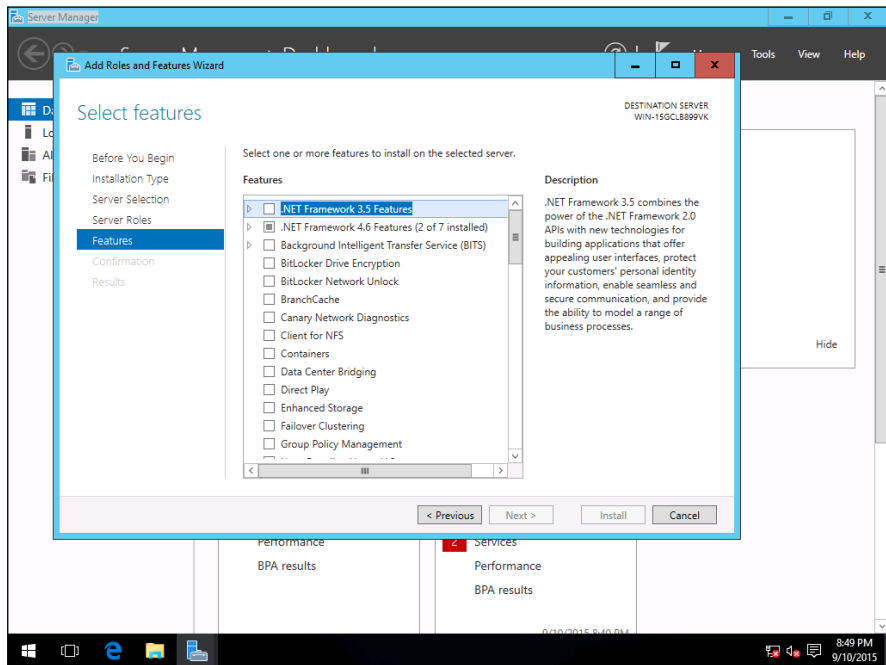 Server Manager
Tools View Help
Add Roles and Features Wizard
Select features
DESTINATION SERVER
WIN-15GCLB899VK
Before You Begin
Installation Type
Server Selection
Server Roles
Features
Confirmation
Results
Select one or more features to install on the selected server.
Features
.NET Framework 3.5 Features
.NET Framework 4.6 Features (2 of 7 installed)
Background Intelligent Transfer Service (BITS)
BitLocker Drive Encryption
BitLocker Network Unlock
BranchCache
Canary Network Diagnostics
Client for NFS
Containers
Data Center Bridging
Direct Play
Enhanced Storage
Failover Clustering
Group Policy Management
Description
.NET Framework 3.5 combines the
power of the .NET Framework 2.0
APIs with new technologies for
building applications that offer
appealing user interfaces, protect
your customers' personal identity
information, enable seamless and
secure communication, and provide
the ability to model a range of
business processes.
Hide
< Previous Next > Install Cancel
Performance
BPA results
2 Services
Performance
BPA results
8:49 PM
9/10/2015